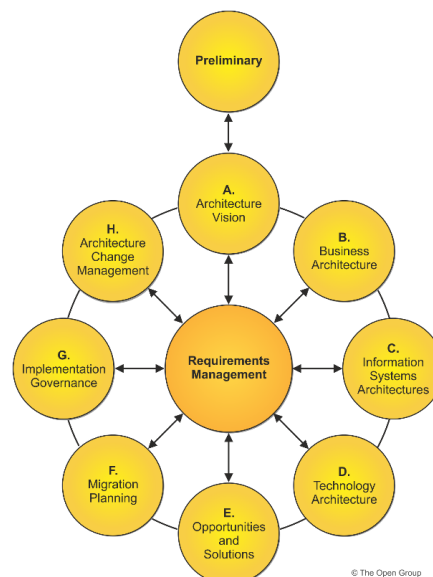 Preliminary
A.
Architecture
Vision
B.
Business
Architecture
C.
Information
Systems
Architectures
D.
Technology
Architecture
E.
Opportunities
and
Solutions
F.
Migration
Planning
G.
Implementation
Governance
H.
Architecture
Change
Management
Requirements
Management
© The Open Group